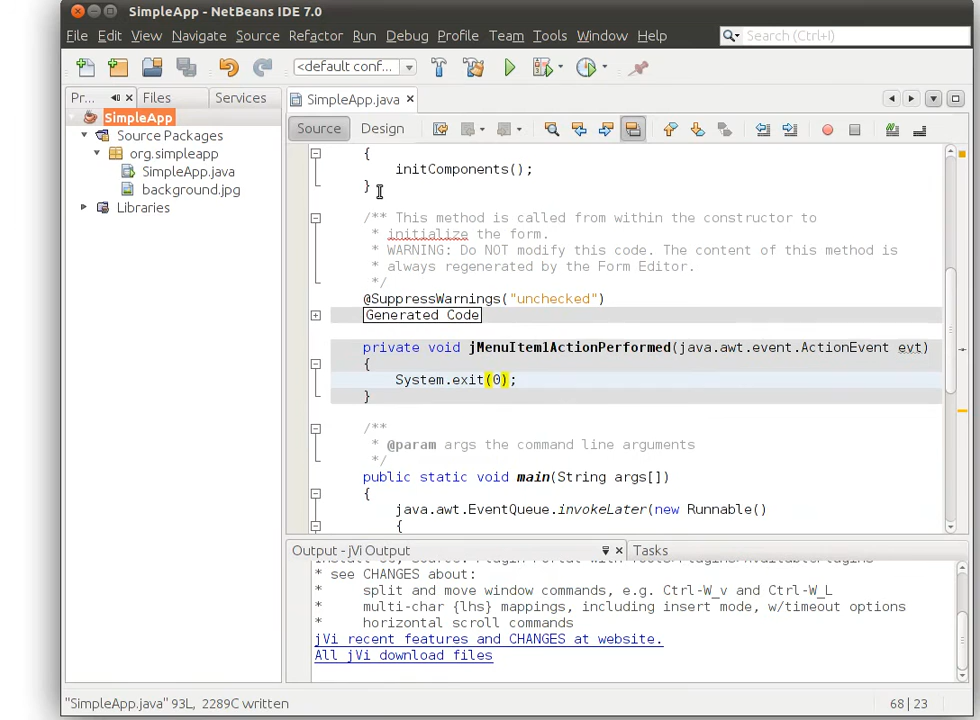 SimpleApp - NetBeans IDE 7.0
File Edit View Navigate Source Refactor Run Debug Profile Team Tools Window Help Search (Ctrl+I)
<default conf...
Pr... Files Services
SimpleApp.java
SimpleApp
Source Packages
org.simpleapp
SimpleApp.java
background.jpg
Libraries
Source Design
{
initComponents();
}
/** This method is called from within the constructor to
* initialize the form.
* WARNING: Do NOT modify this code. The content of this method is
* always regenerated by the Form Editor.
*/
@SuppressWarnings("unchecked")
Generated Code
private void jMenuItem1ActionPerformed(java.awt.event.ActionEvent evt)
{
System.exit(0);
}
/**
* @param args the command line arguments
*/
public static void main(String args[])
{
java.awt.EventQueue.invokeLater(new Runnable()
{
Output - jVi Output Tasks
* see CHANGES about:
split and move window commands, e.g. Ctrl-W_v and Ctrl-W_L
multi-char {lhs} mappings, including insert mode, w/timeout options
horizontal scroll commands
jVi recent features and CHANGES at website.
All jVi download files
"SimpleApp.java" 93L, 2289C written 68|23